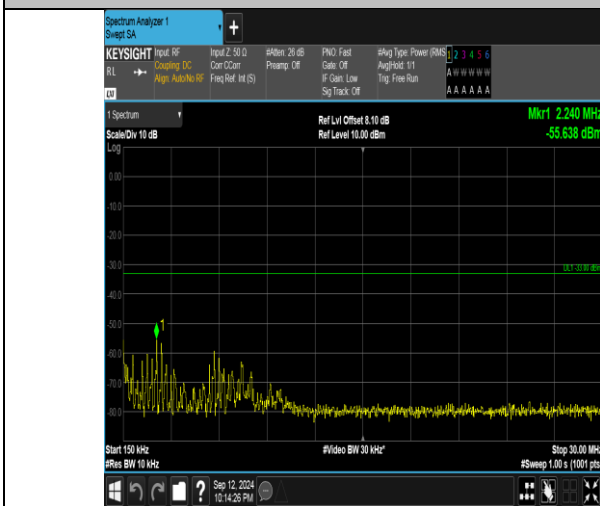 Spectrum Analyzer 1
Swept SA
+
KEYSIGHT Input: RF Input Z: 50 Ω #Atten: 26 dB PNO: Fast #Avg Type: Power (RMS 1 2 3 4 5 6
RL Coupling: DC Corr CCorr Preamp: Off Gate: Off Avg|Hold: 1/1 A W W W W W
Align: Auto/No RF Freq Ref: Int (S) IF Gain: Low Trig: Free Run
LXI Sig Track: Off A A A A A A
1 Spectrum Ref Lvl Offset 8.10 dB Mkr1 2.240 MHz
Scale/Div 10 dB Ref Level 10.00 dBm -55.638 dBm
Log
0.00
-10.0
-20.0
-30.0
DL1 -33.00 dBm
-40.0
-50.0
1
-60.0
-70.0
-80.0
Start 150 kHz #Video BW 30 kHz* Stop 30.00 MHz
#Res BW 10 kHz #Sweep 1.00 s (1001 pts
? Sep 12, 2024
10:14:26 PM